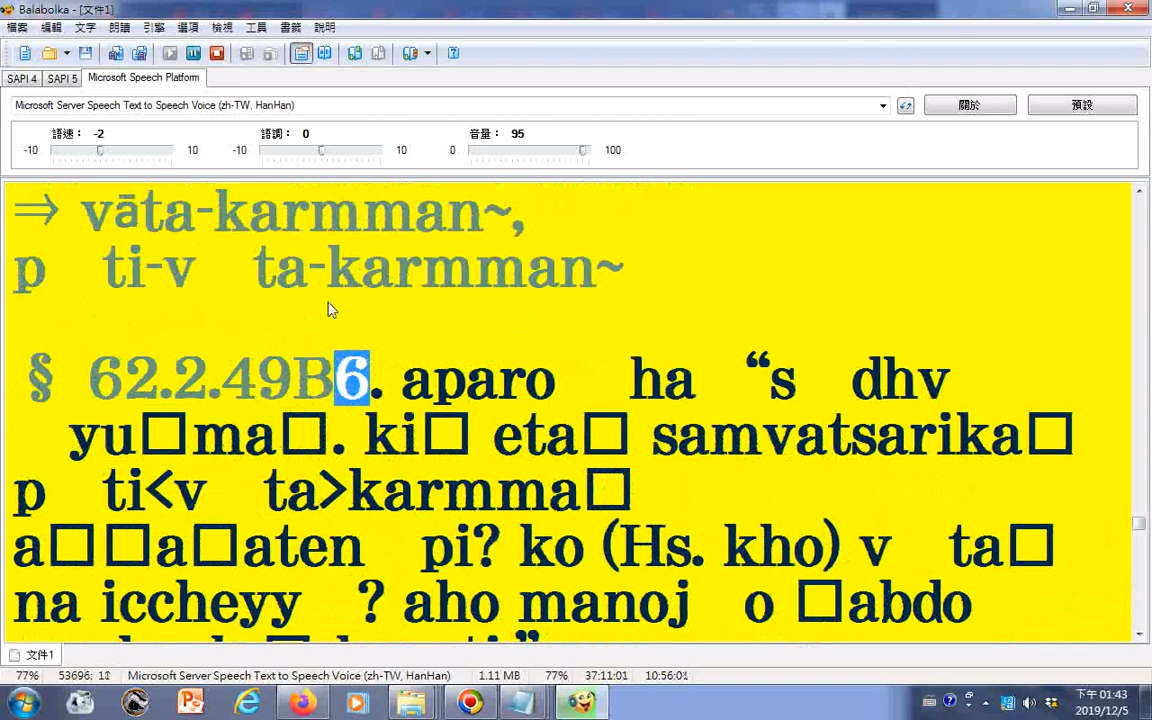 Balabolka - [文件1]
檔案 編輯 文字 朗讀 引擎 選項 檢視 工具 書籤 說明
SAPI 4 SAPI 5 Microsoft Speech Platform
Microsoft Server Speech Text to Speech Voice (zh-TW, HanHan) 關於 預設
語速： -2 語調： 0 音量： 95
-10 10 -10 10 0 100
⇒ vāta-karmman~,
p ti-v ta-karmman~
§ 62.2.49B6. aparo ha “s dhv
yu□ma□. ki□ eta□ samvatsarika□
p ti<v ta>karmma□
a□□a□aten pi? ko (Hs. kho) v ta□
na iccheyy ? aho manoj o □abdo
文件1
77% 53696: 11 Microsoft Server Speech Text to Speech Voice (zh-TW, HanHan) 1.11 MB 77% 37:11:01
下午 01:43
2019/12/5